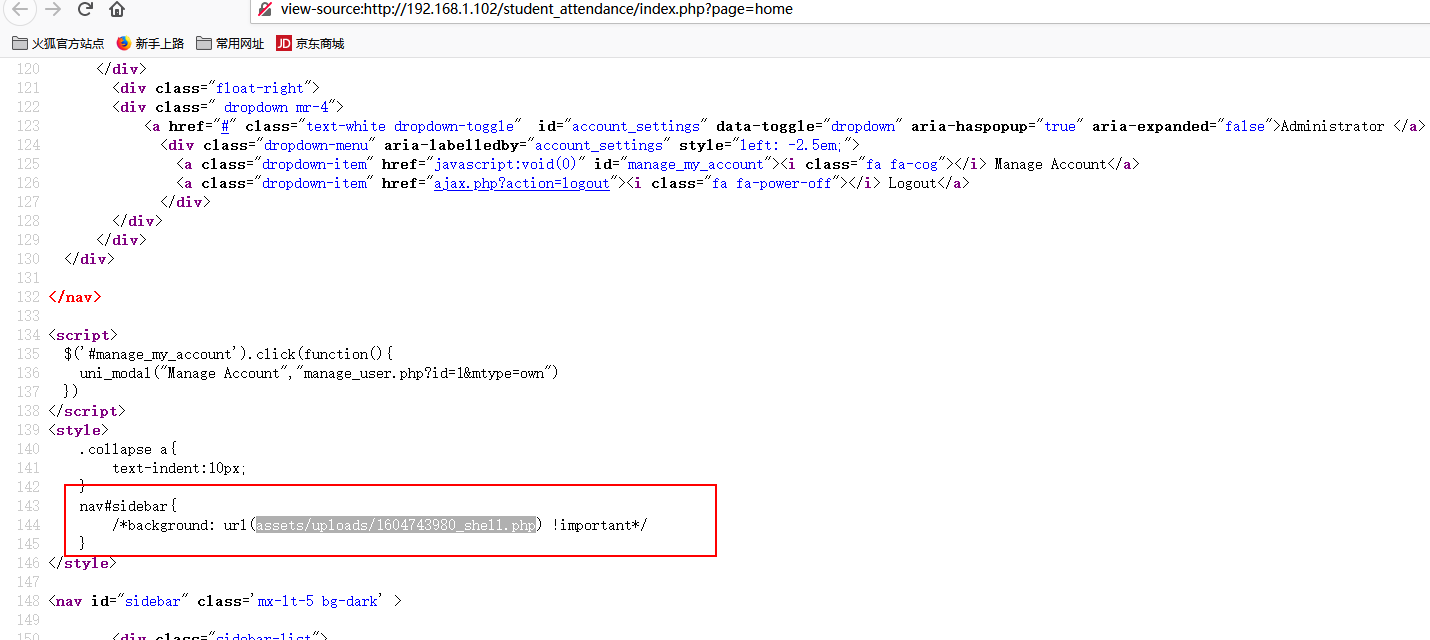 view-source:http://192.168.1.102/student_attendance/index.php?page=home
火狐官方站点 新手上路 常用网址 JD 京东商城
120 </div>
121 <div class="float-right">
122 <div class=" dropdown mr-4">
123 <a href="#" class="text-white dropdown-toggle"  id="account_settings" data-toggle="dropdown" aria-haspopup="true" aria-expanded="false">Administrator </a>
124 <div class="dropdown-menu" aria-labelledby="account_settings" style="left: -2.5em;">
125 <a class="dropdown-item" href="javascript:void(0)" id="manage_my_account"><i class="fa fa-cog"></i> Manage Account</a>
126 <a class="dropdown-item" href="ajax.php?action=logout"><i class="fa fa-power-off"></i> Logout</a>
127 </div>
128 </div>
129 </div>
130 </div>
131
132 </nav>
133
134 <script>
135 $('#manage_my_account').click(function(){
136 uni_modal("Manage Account","manage_user.php?id=1&mtype=own")
137 })
138 </script>
139 <style>
140 .collapse a{
141 text-indent:10px;
142 }
143 nav#sidebar{
144 /*background: url(assets/uploads/1604743980_shell.php) !important*/
145 }
146 </style>
147
148 <nav id="sidebar" class='mx-lt-5 bg-dark' >
149
150 <div class="sidebar-list">